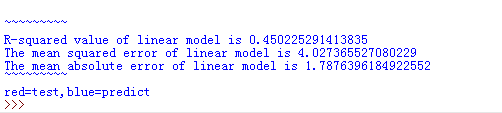 ~~~~~~~~~
R-squared value of linear model is 0.450225291413835
The mean squared error of linear model is 4.027365527080229
The mean absolute error of linear model is 1.7876396184922552
~~~~~~~~~
red=test,blue=predict
>>>